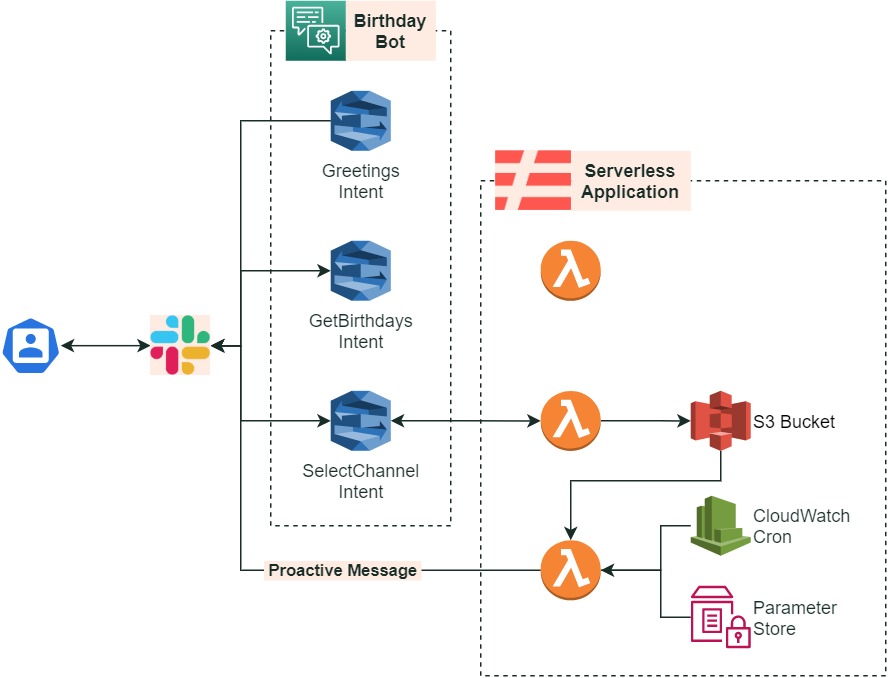 Birthday
Bot
Greetings
Intent
Serverless
Application
GetBirthdays
Intent
SelectChannel
Intent
S3 Bucket
CloudWatch
Cron
Proactive Message
Parameter
Store